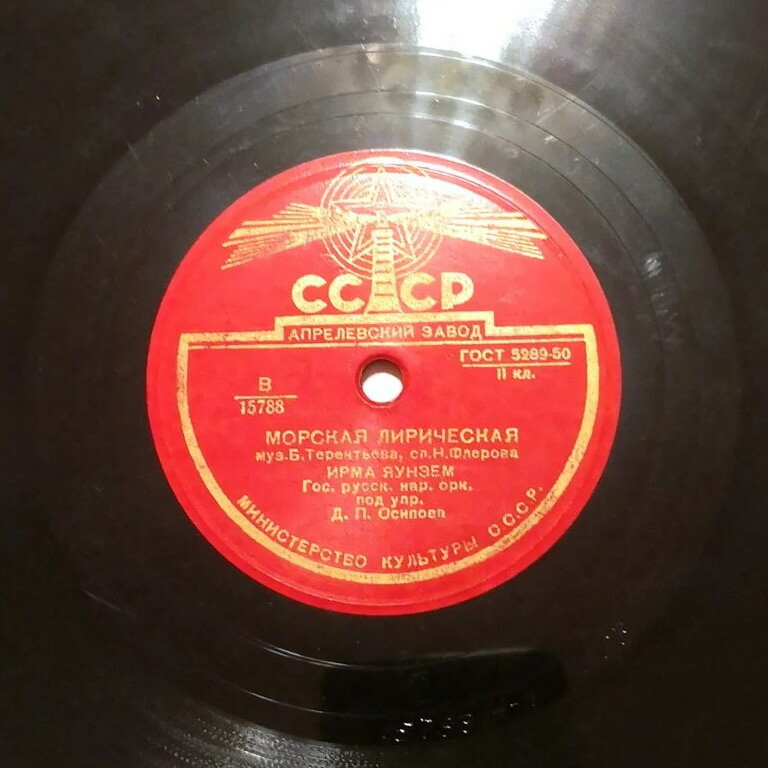 СССР
АПРЕЛЕВСКИЙ ЗАВОД
ГОСТ 5289-50
II кл.
В
15788
МОРСКАЯ ЛИРИЧЕСКАЯ
муз.Б.Терентьева, сл.Н.Флерова
ИРМА ЯУНЗЕМ
Гос. русск. нар. орк.
под упр.
Д. П. Осипова
МИНИСТЕРСТВО КУЛЬТУРЫ С.С.С.Р.